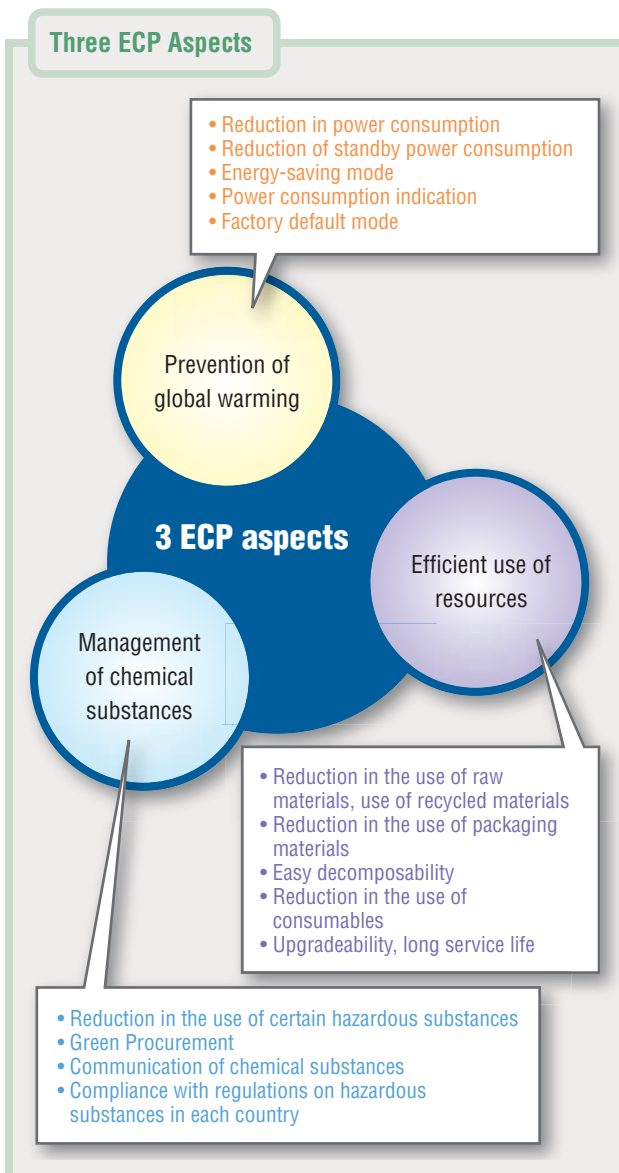 Three ECP Aspects
• Reduction in power consumption
• Reduction of standby power consumption
• Energy-saving mode
• Power consumption indication
• Factory default mode
Prevention of
global warming
3 ECP aspects
Efficient use of
resources
Management
of chemical
substances
• Reduction in the use of raw
materials, use of recycled materials
• Reduction in the use of packaging
materials
• Easy decomposability
• Reduction in the use of
consumables
• Upgradeability, long service life
• Reduction in the use of certain hazardous substances
• Green Procurement
• Communication of chemical substances
• Compliance with regulations on hazardous
substances in each country